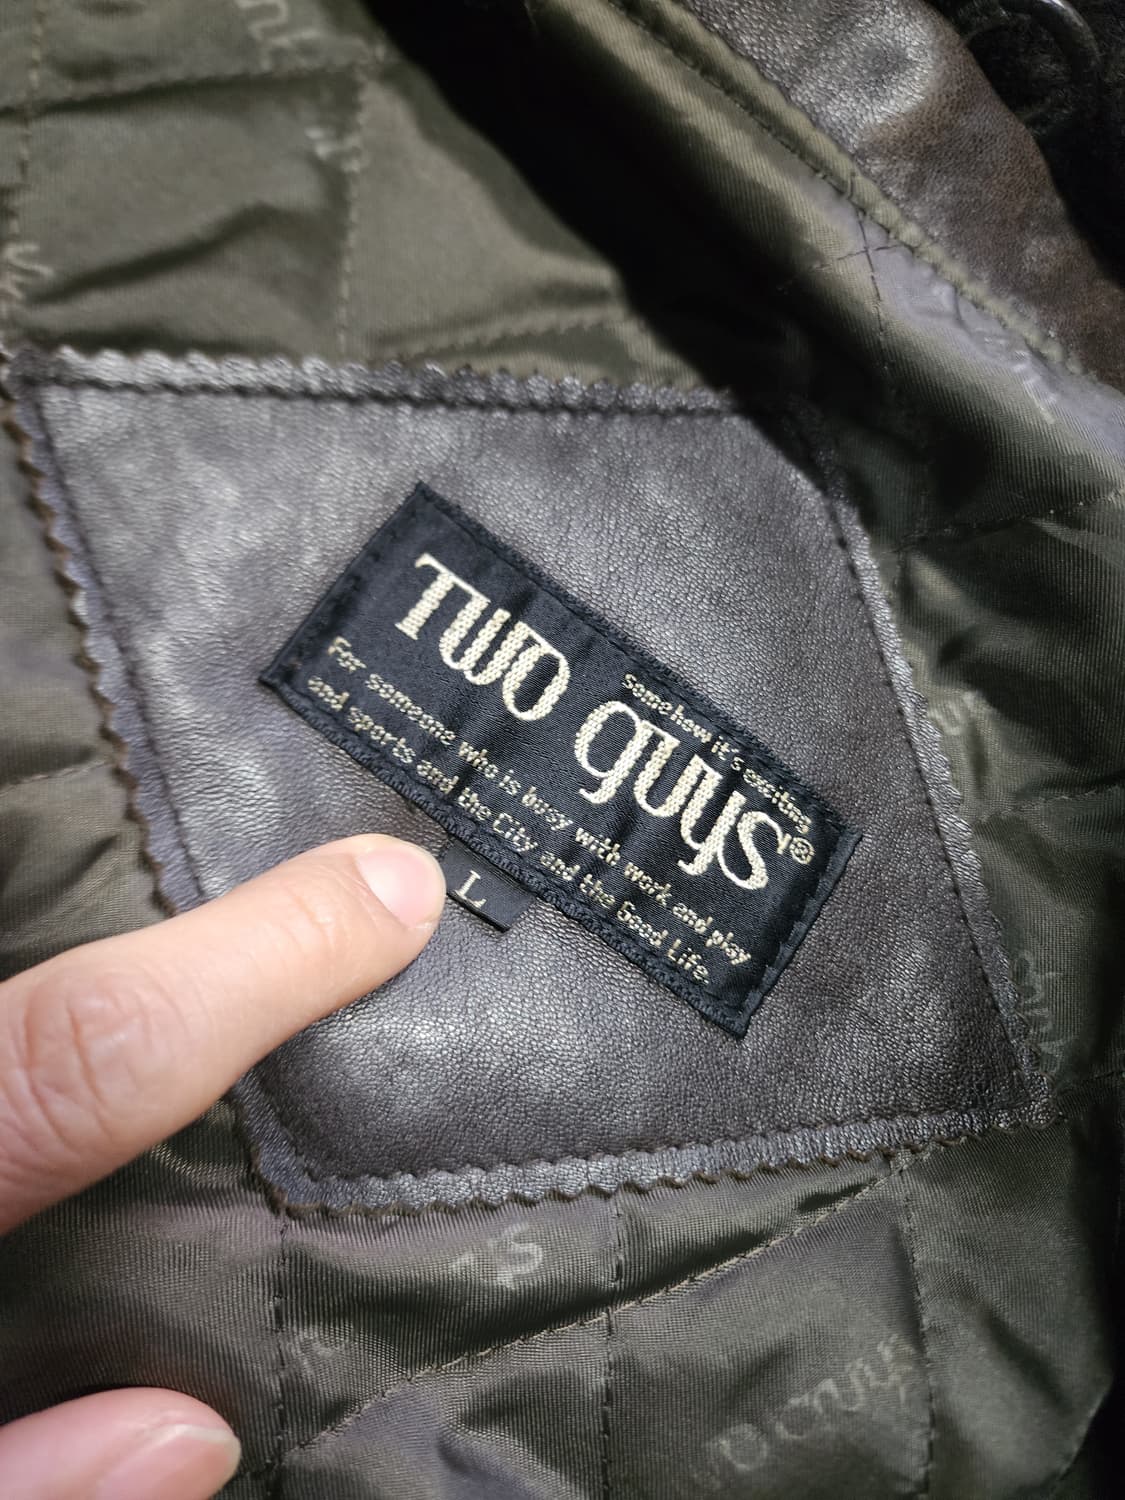 TWO GUYS®
Somehow it's exciting
For someone who is busy with work and play
and sports and the City and the Good Life.
L